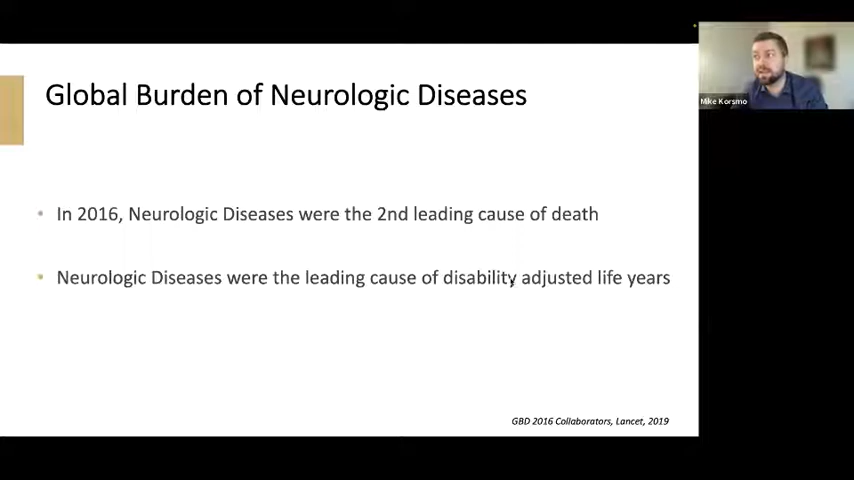 Global Burden of Neurologic Diseases
Mike Korsmo
In 2016, Neurologic Diseases were the 2nd leading cause of death
Neurologic Diseases were the leading cause of disability adjusted life years
GBD 2016 Collaborators, Lancet, 2019